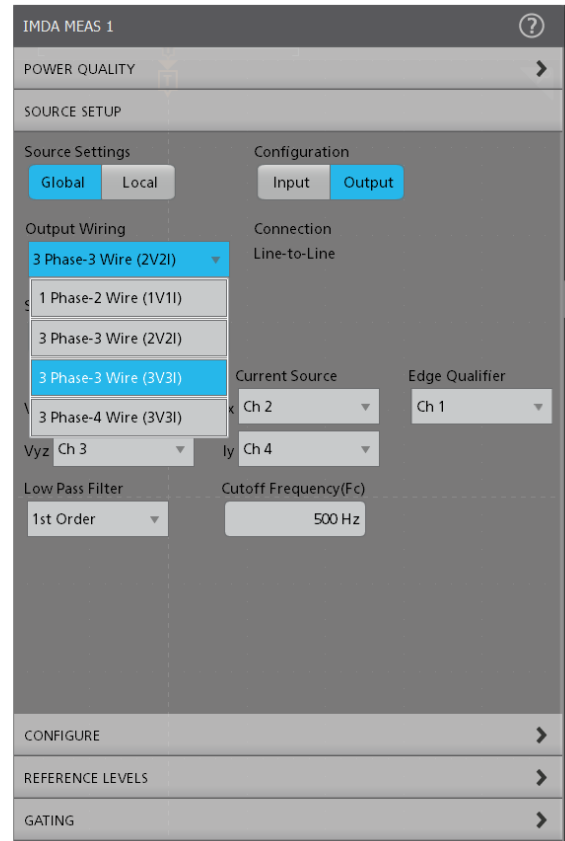 IMDA MEAS 1
?
POWER QUALITY
T
SOURCE SETUP
Source Settings Configuration
Global Local Input Output
Output Wiring Connection
3 Phase-3 Wire (2V2I) Line-to-Line
1 Phase-2 Wire (1V1I)
3 Phase-3 Wire (2V2I)
3 Phase-3 Wire (3V3I)
3 Phase-4 Wire (3V3I)
Current Source Edge Qualifier
x Ch 2 Ch 1
Vyz Ch 3 Iy Ch 4
Low Pass Filter Cutoff Frequency(Fc)
1st Order 500 Hz
CONFIGURE
REFERENCE LEVELS
GATING